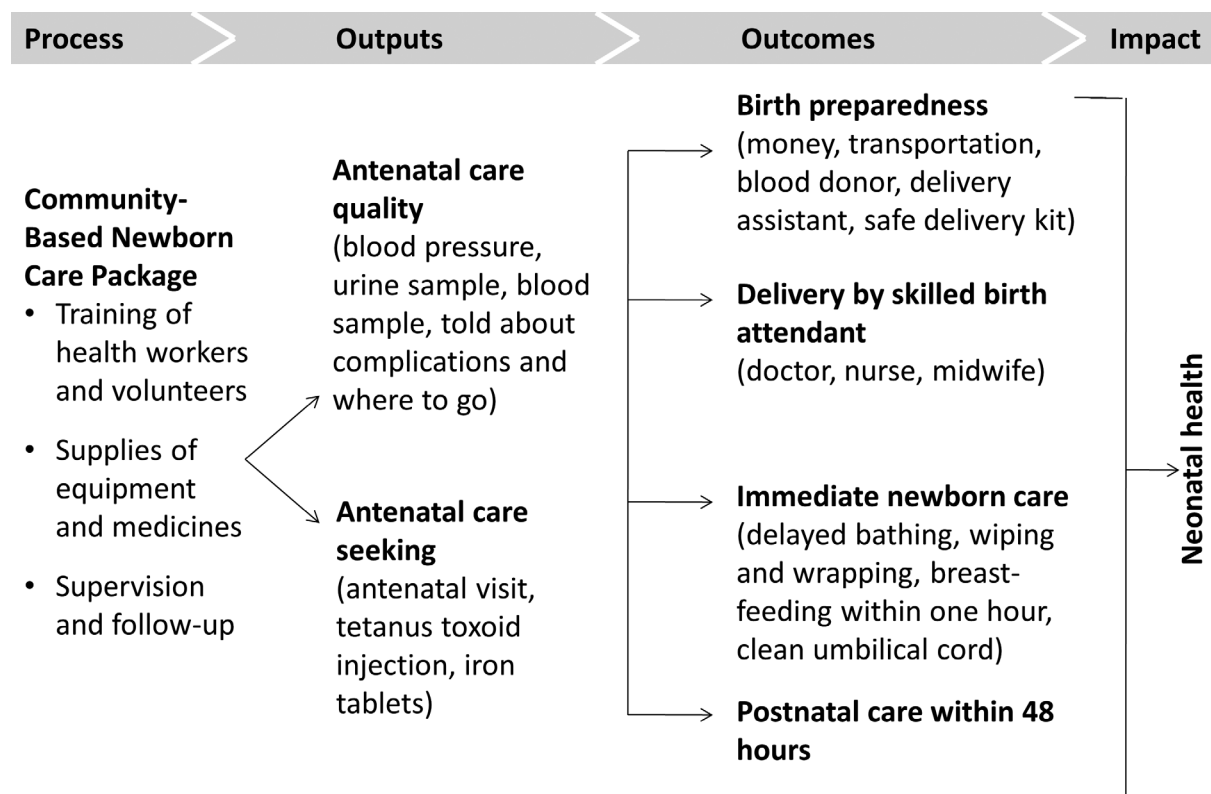 Process
Outputs
Outcomes
Impact
Community-
Based Newborn
Care Package
• Training of
health workers
and volunteers
• Supplies of
equipment
and medicines
• Supervision
and follow-up
Antenatal care
quality
(blood pressure,
urine sample, blood
sample, told about
complications and
where to go)
Antenatal care
seeking
(antenatal visit,
tetanus toxoid
injection, iron
tablets)
Birth preparedness
(money, transportation,
blood donor, delivery
assistant, safe delivery kit)
Delivery by skilled birth
attendant
(doctor, nurse, midwife)
Immediate newborn care
(delayed bathing, wiping
and wrapping, breast-
feeding within one hour,
clean umbilical cord)
Postnatal care within 48
hours
Neonatal health